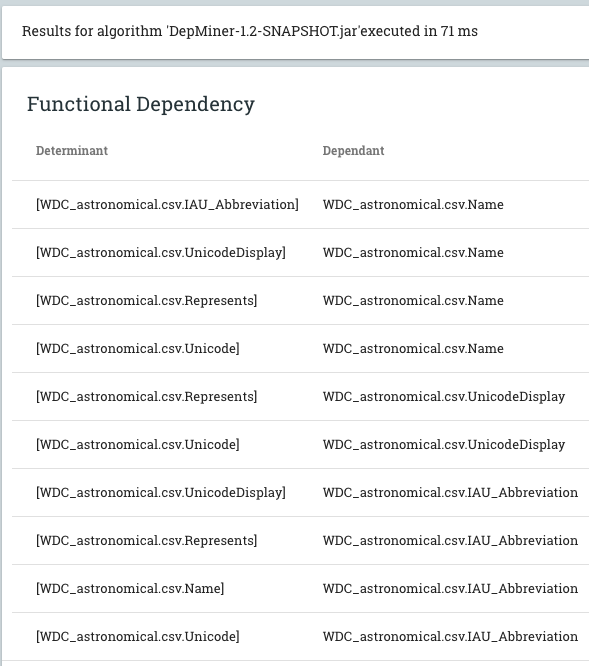 Results for algorithm 'DepMiner-1.2-SNAPSHOT.jar'executed in 71 ms
Functional Dependency
Determinant Dependant
[WDC_astronomical.csv.IAU_Abbreviation] WDC_astronomical.csv.Name
[WDC_astronomical.csv.UnicodeDisplay] WDC_astronomical.csv.Name
[WDC_astronomical.csv.Represents] WDC_astronomical.csv.Name
[WDC_astronomical.csv.Unicode] WDC_astronomical.csv.Name
[WDC_astronomical.csv.Represents] WDC_astronomical.csv.UnicodeDisplay
[WDC_astronomical.csv.Unicode] WDC_astronomical.csv.UnicodeDisplay
[WDC_astronomical.csv.UnicodeDisplay] WDC_astronomical.csv.IAU_Abbreviation
[WDC_astronomical.csv.Represents] WDC_astronomical.csv.IAU_Abbreviation
[WDC_astronomical.csv.Name] WDC_astronomical.csv.IAU_Abbreviation
[WDC_astronomical.csv.Unicode] WDC_astronomical.csv.IAU_Abbreviation